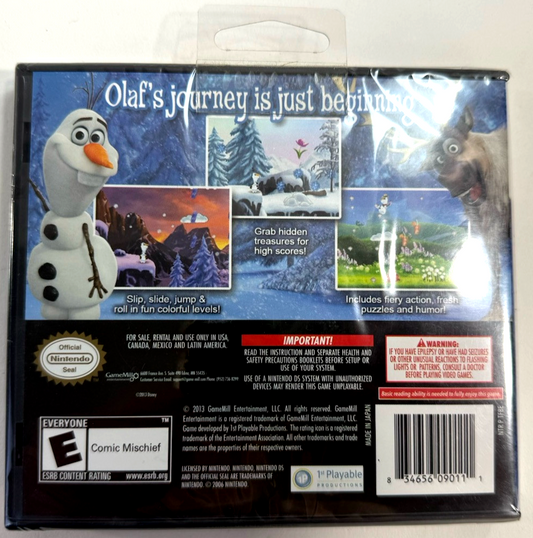 Olaf's journey is just beginning
Grab hidden
treasures for
high scores!
Slip, slide, jump &
roll in fun colorful levels!
Includes fiery action, fresh
puzzles and humor!
Official
Nintendo
Seal
FOR SALE, RENTAL AND USE ONLY IN USA,
CANADA, MEXICO AND LATIN AMERICA.
GameMill
©2013 Disney
IMPORTANT!
READ THE INSTRUCTION AND SEPARATE HEALTH AND
SAFETY PRECAUTIONS BOOKLETS BEFORE SETUP OR
USE OF YOUR SYSTEM.
USE OF A NINTENDO DS SYSTEM WITH UNAUTHORIZED
DEVICES MAY RENDER THIS GAME UNPLAYABLE.
WARNING:
IF YOU HAVE EPILEPSY OR HAVE HAD SEIZURES
OR OTHER UNUSUAL REACTIONS TO FLASHING
LIGHTS OR PATTERNS, CONSULT A DOCTOR
BEFORE PLAYING VIDEO GAMES.
Basic reading ability is needed to fully enjoy this game.
EVERYONE
E
Comic Mischief
ESRB CONTENT RATING www.esrb.org
© 2013 GameMill Entertainment, LLC. All rights reserved. GameMill
Entertainment, LLC. is a registered trademark of GameMill Entertainment, LLC.
Game developed by 1st Playable Productions. The rating icon is a registered
trademark of the Entertainment Association. All other trademarks and trade
names are the properties of their respective owners.
LICENSED BY NINTENDO. NINTENDO, NINTENDO DS
AND THE OFFICIAL SEAL ARE TRADEMARKS OF
NINTENDO. © 2006 NINTENDO
1st Playable
PRODUCTIONS
MADE IN JAPAN
8 34656 09011 1